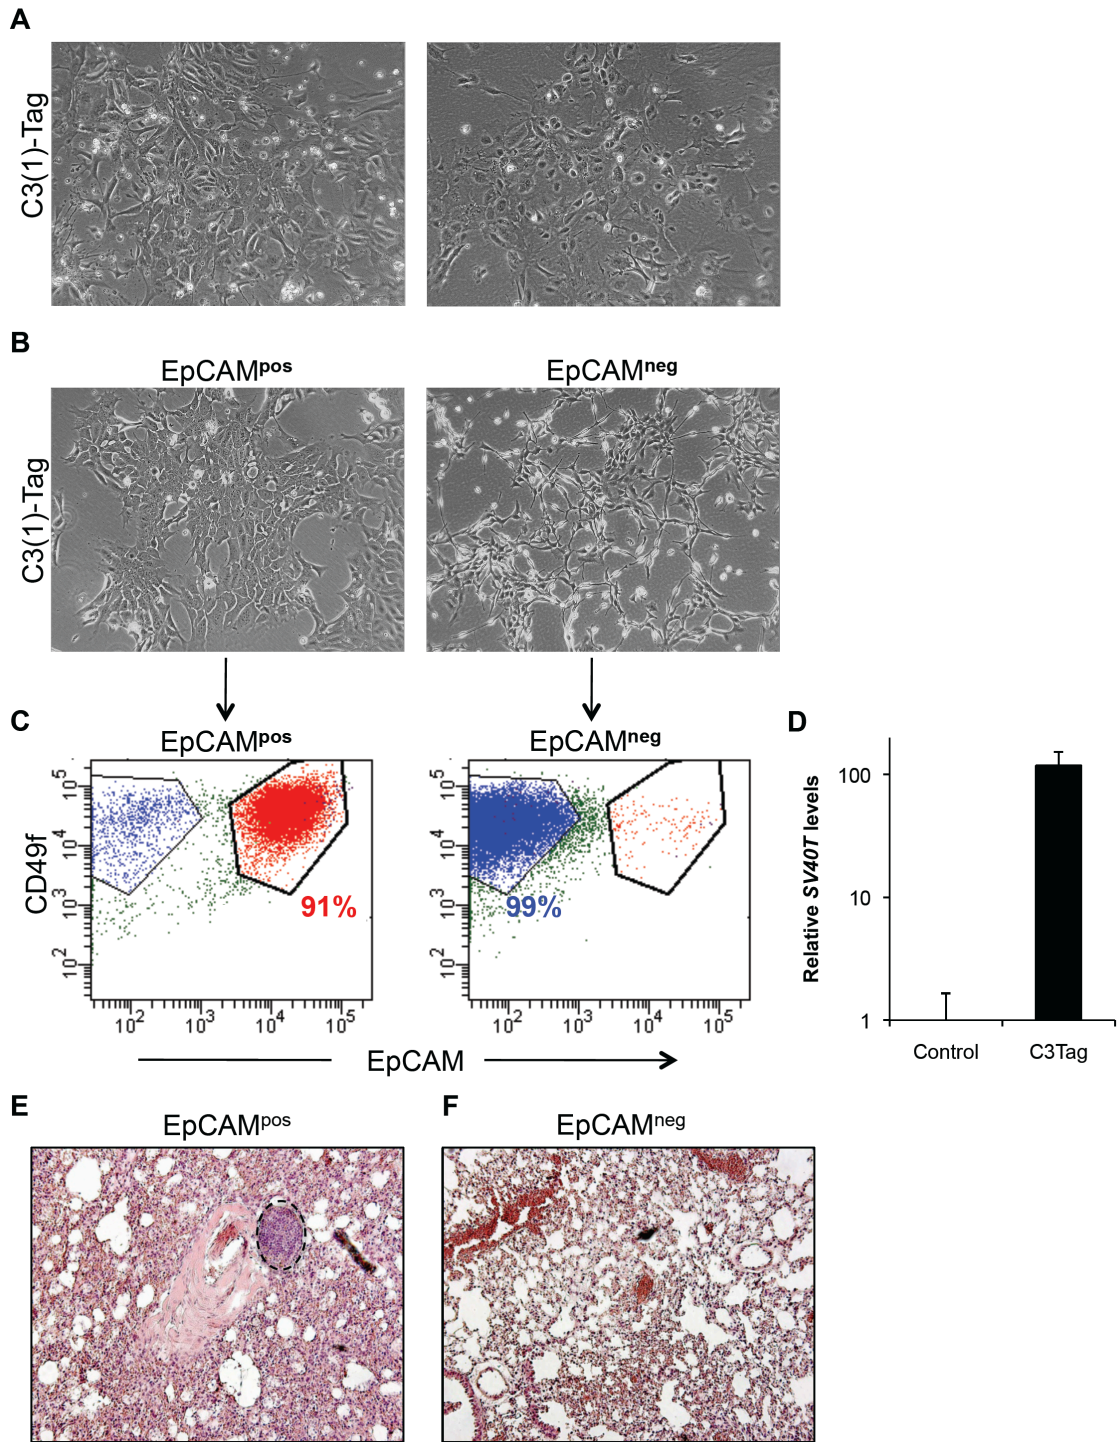 A
C3(1)-Tag
B
EpCAMpos
EpCAMneg
C3(1)-Tag
C
EpCAMpos
EpCAMneg
D
CD49f
10^5
10^4
10^3
10^2
91%
10^2
10^3
10^4
10^5
10^5
10^4
10^3
10^2
99%
10^2
10^3
10^4
10^5
EpCAM
Relative SV40T levels
100
10
1
Control
C3Tag
E
EpCAMpos
F
EpCAMneg